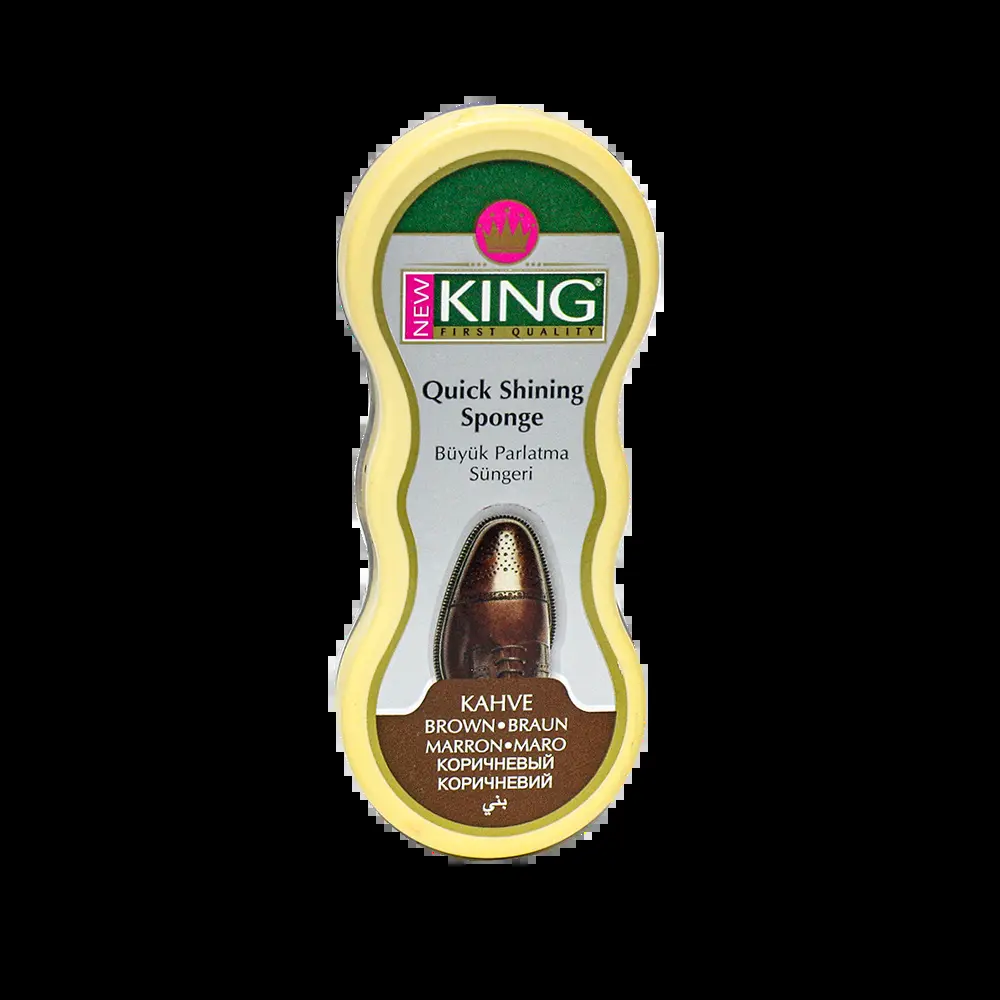 NEW
KING®
FIRST QUALITY
Quick Shining
Sponge
Büyük Parlatma
Süngeri
KAHVE
BROWN•BRAUN
MARRON•MARO
КОРИЧНЕВЫЙ
КОРИЧНЕВИЙ
بني